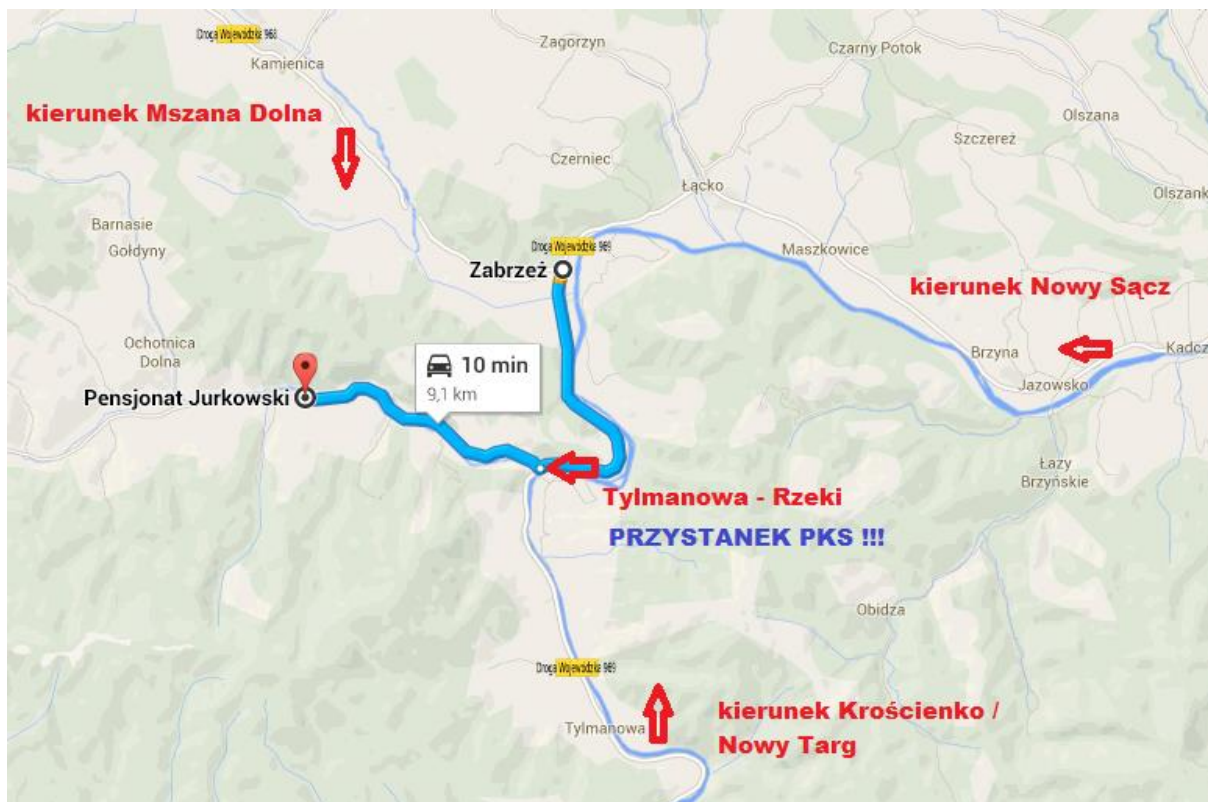 Droga Wojewódzka 968
Kamienica
Zagorzyn
Czarny Potok
kierunek Mszana Dolna
Olszana
Szczereż
Czerniec
Łącko
Olszank
Barnasie
Gołdyny
Droga Wojewódzka 969
Maszkowice
Zabrzeż
kierunek Nowy Sącz
Ochotnica
Dolna
10 min
9,1 km
Brzyna
Kadcz
Jazowsko
Pensjonat Jurkowski
Łazy
Brzyńskie
Tylmanowa - Rzeki
PRZYSTANEK PKS !!!
Obidza
Droga Wojewódzka 969
Tylmanowa
kierunek Krościenko /
Nowy Targ